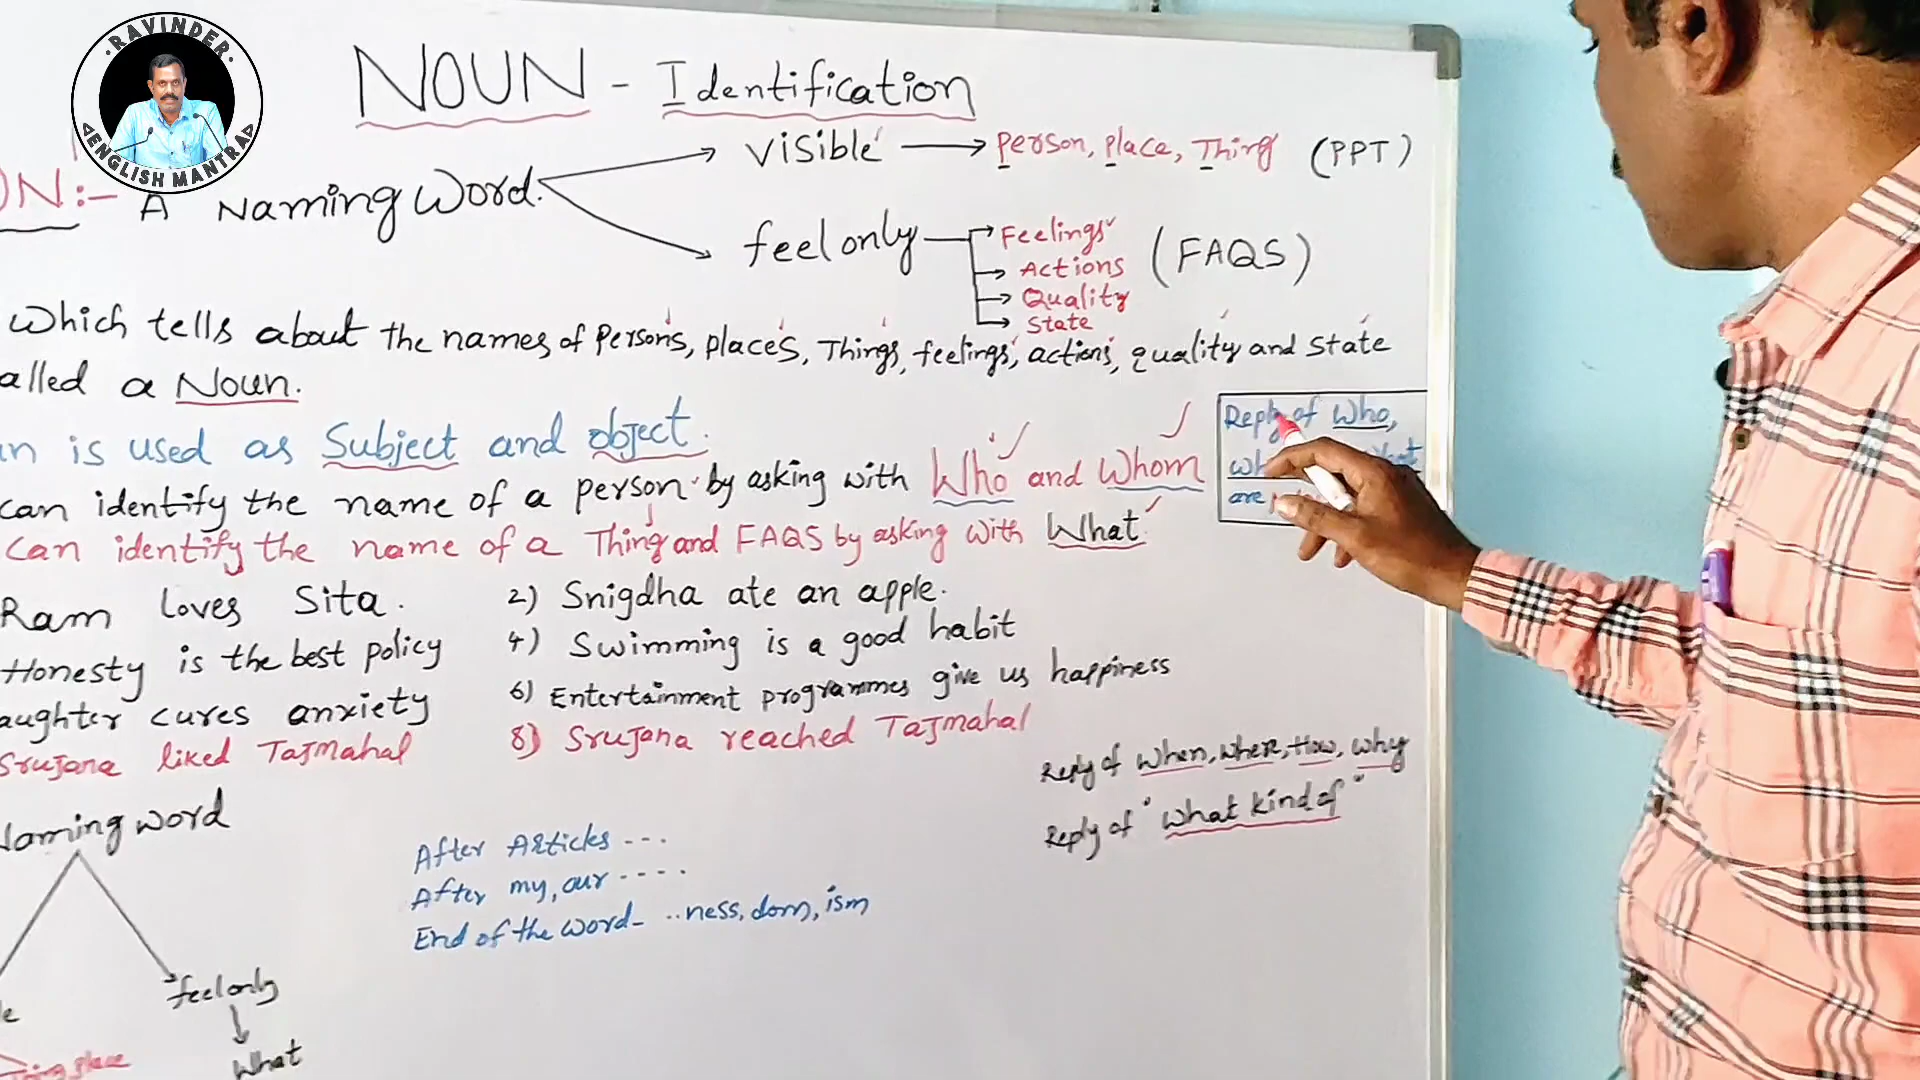 RAVINDER
ENGLISH MANTRA
NOUN - Identification
visible → Person, Place, Thing (PPT)
:- A Naming Word.
feel only
Feelings
Actions
Quality
State
(FAQS)
Which tells about the names of Persons, places, Things, feelings, actions, quality and State
alled a Noun.
n is used as Subject and object.
can identify the name of a person by asking with Who and Whom
can identify the name of a Thing and FAQS by asking with What.
Reply of Who,
are
Ram loves Sita.
2) Snigdha ate an apple.
Honesty is the best policy
4) Swimming is a good habit
aughter cures anxiety
6) Entertainment programmes give us happiness
Srujana liked Tajmahal
8) Srujana reached Tajmahal
Reply of When, where, How, why
Reply of "What kind of"
Naming word
After Articles ---
After my, our ----
End of the word- ..ness, dom, ism
feel only
What
Thing place